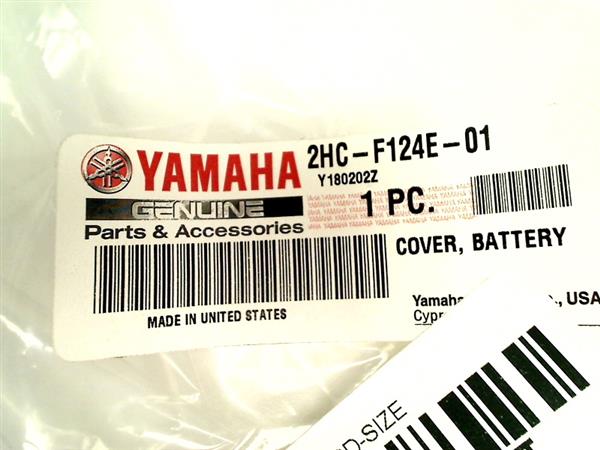 YAMAHA
GENUINE
Parts & Accessories
2HC-F124E-01
Y180202Z
1 PC.
COVER, BATTERY
MADE IN UNITED STATES
Yamaha ., USA
Cypr
D-SIZE